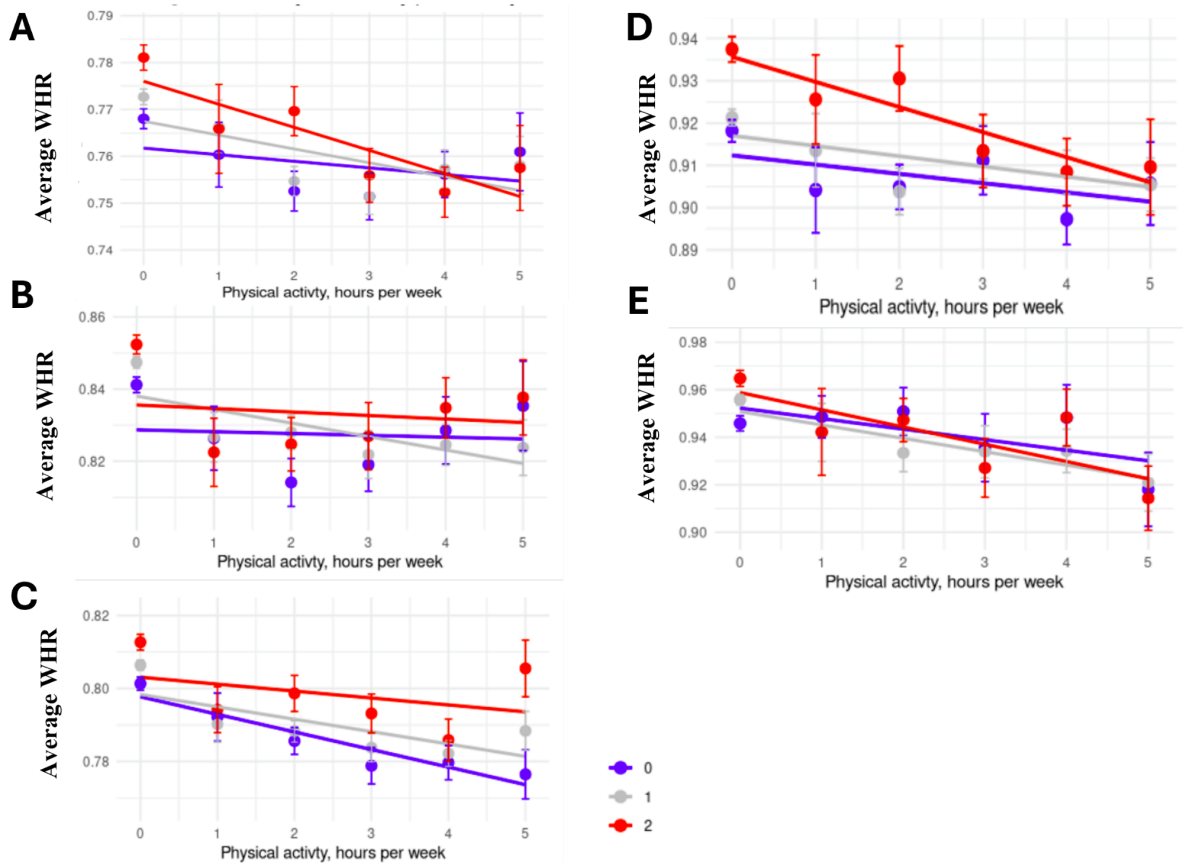 A
Average WHR
0.79
0.78
0.77
0.76
0.75
0.74
0 1 2 3 4 5
Physical activty, hours per week
B
Average WHR
0.86
0.84
0.82
0 1 2 3 4 5
Physical activty, hours per week
C
Average WHR
0.82
0.80
0.78
0 1 2 3 4 5
Physical activty, hours per week
D
Average WHR
0.94
0.93
0.92
0.91
0.90
0.89
0 1 2 3 4 5
Physical activty, hours per week
E
Average WHR
0.98
0.96
0.94
0.92
0.90
0 1 2 3 4 5
Physical activty, hours per week
0
1
2